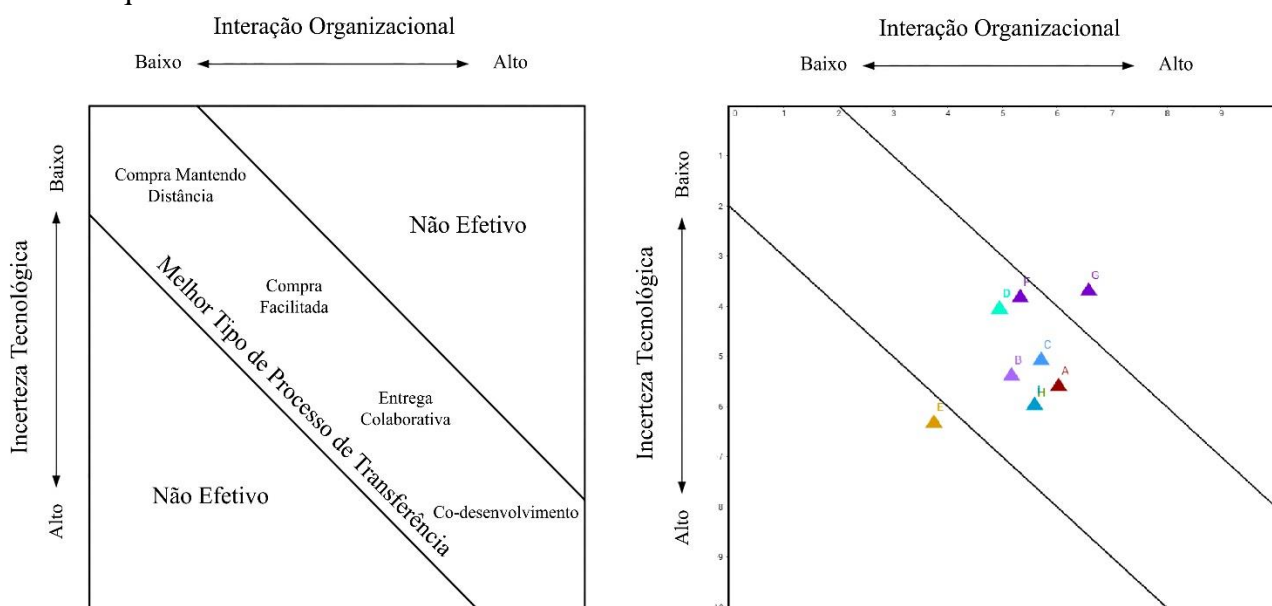 Interação Organizacional
Baixo
Alto
Incerteza Tecnológica
Baixo
Alto
Compra Mantendo
Distância
Não Efetivo
Compra
Facilitada
Melhor Tipo de Processo de Transferência
Entrega
Colaborativa
Não Efetivo
Co-desenvolvimento
Interação Organizacional
Baixo
Alto
Incerteza Tecnológica
Baixo
Alto
0 1 2 3 4 5 6 7 8 9
1
2
3
4
5
6
7
8
9
G
F
D
C
B
A
I
H
E